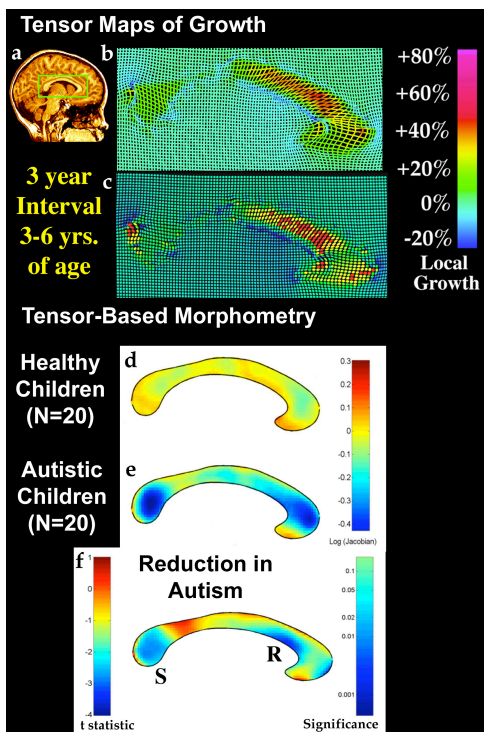 Tensor Maps of Growth
a
b
+80%
+60%
+40%
+20%
0%
-20%
Local
Growth
3 year
Interval
3-6 yrs.
of age
c
Tensor-Based Morphometry
Healthy
Children
(N=20)
d
0.3
0.2
0.1
0
-0.1
-0.2
-0.3
-0.4
Log (Jacobian)
Autistic
Children
(N=20)
e
f
Reduction in
Autism
1
0
-1
-2
-3
-4
t statistic
S
R
0.1
0.05
0.02
0.01
0.001
Significance